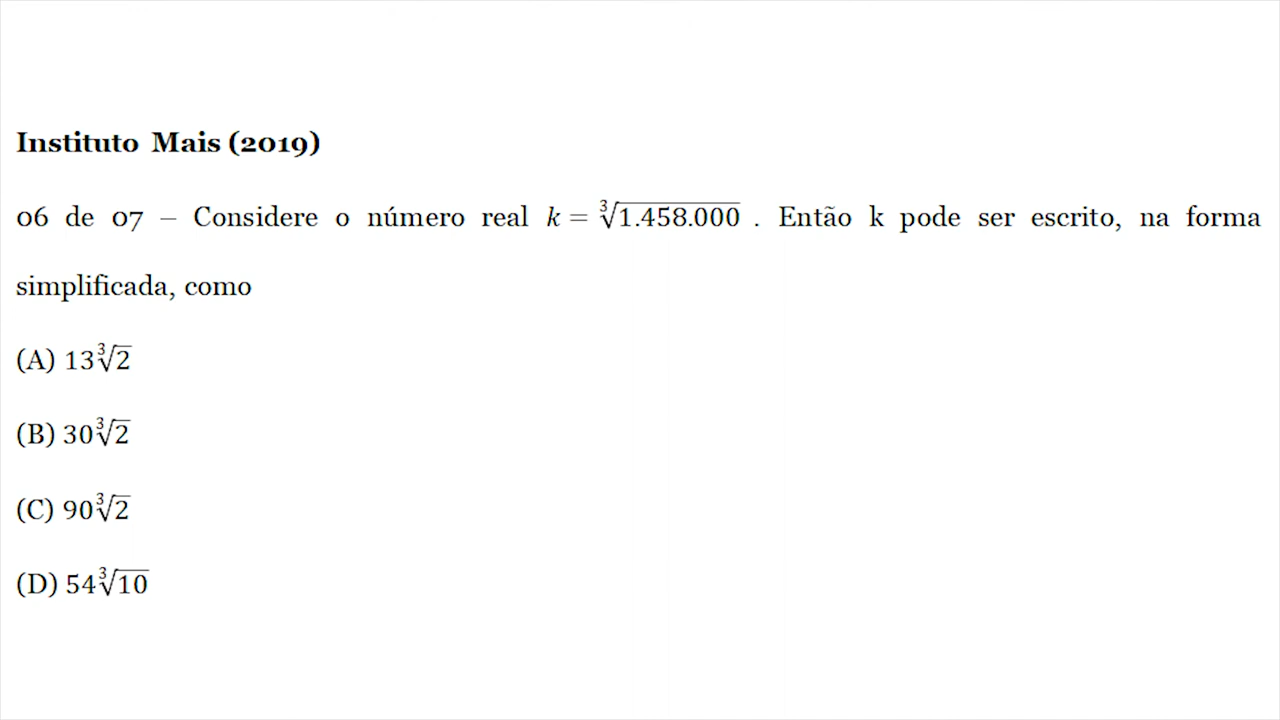 Instituto Mais (2019)
06 de 07 – Considere o número real k = ∛1.458.000 . Então k pode ser escrito, na forma
simplificada, como
(A) 13∛2
(B) 30∛2
(C) 90∛2
(D) 54∛10